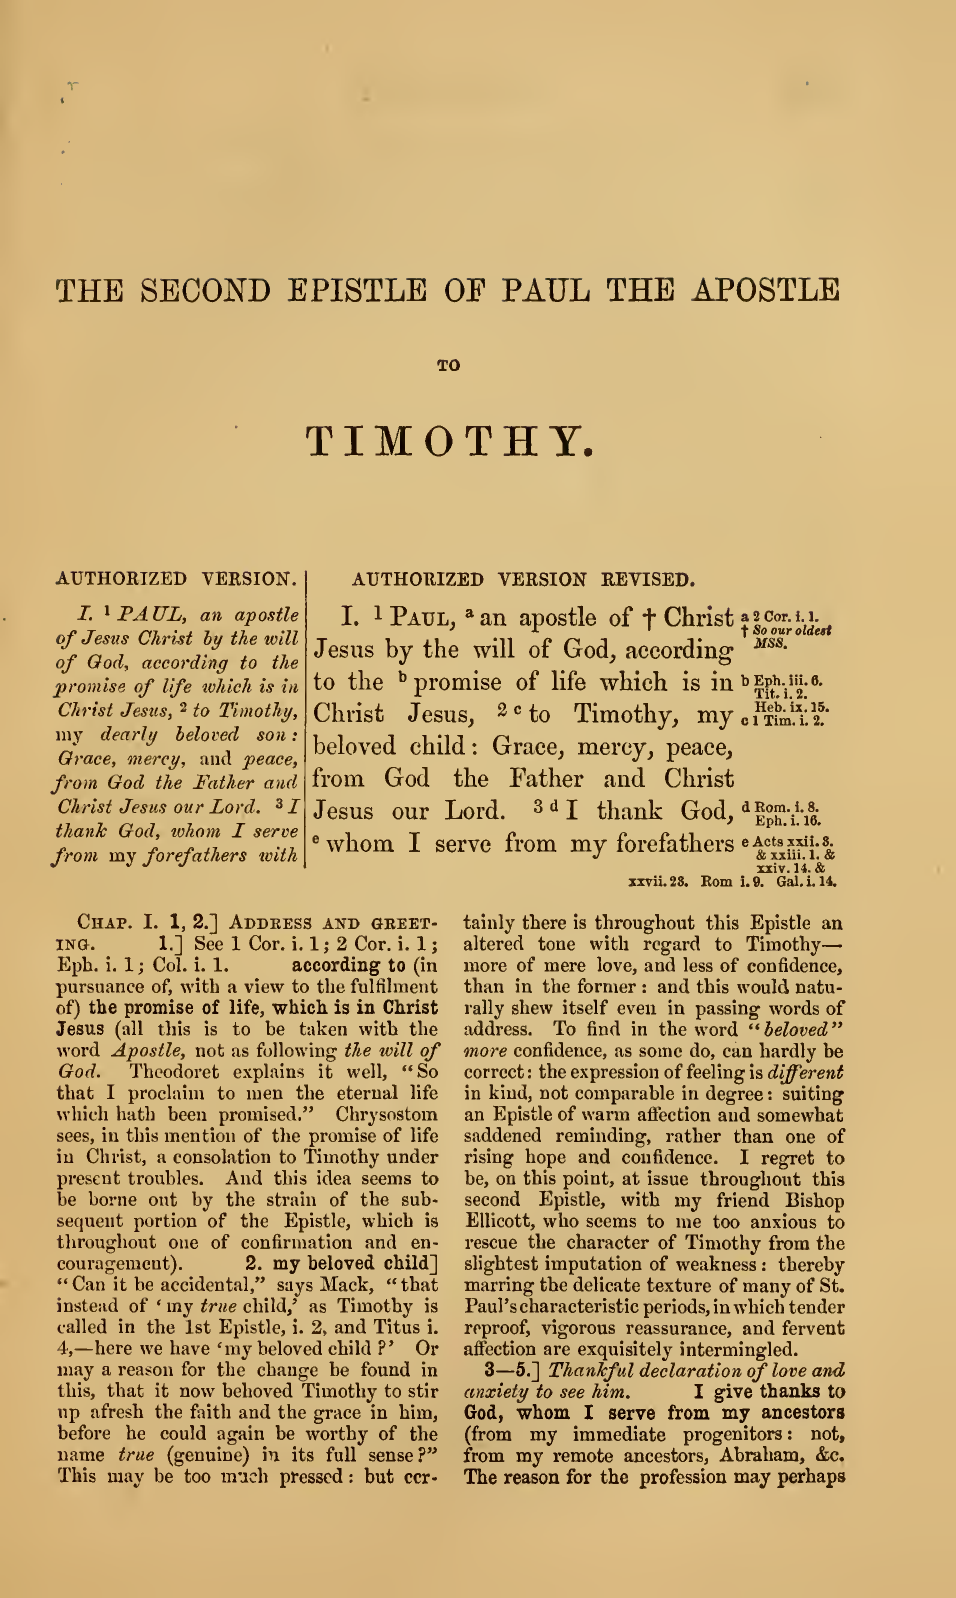 THE SECOND EPISTLE OF PAUL THE APOSTLE
TO
TIMOTHY.
AUTHORIZED VERSION.
I. 1 PAUL, an apostle
of Jesus Christ by the will
of God, according to the
promise of life which is in
Christ Jesus, 2 to Timothy,
my dearly beloved son:
Grace, mercy, and peace,
from God the Father and
Christ Jesus our Lord. 3 I
thank God, whom I serve
from my forefathers with
AUTHORIZED VERSION REVISED.
I. 1 PAUL, a an apostle of † Christ
Jesus by the will of God, according
to the b promise of life which is in
Christ Jesus, 2 c to Timothy, my
beloved child: Grace, mercy, peace,
from God the Father and Christ
Jesus our Lord. 3 d I thank God,
e whom I serve from my forefathers
a 2 Cor. i. 1.
† So our oldest
MSS.
b Eph. iii. 6.
Tit. i. 2.
Heb. ix. 15.
c 1 Tim. i. 2.
d Rom. i. 8.
Eph. i. 16.
e Acts xxii. 3.
& xxiii. 1. &
xxiv. 14. &
xxvii. 23. Rom i. 9. Gal. i. 14.
CHAP. I. 1, 2.] ADDRESS AND GREET-
ING. 1.] See 1 Cor. i. 1; 2 Cor. i. 1;
Eph. i. 1; Col. i. 1. according to (in
pursuance of, with a view to the fulfilment
of) the promise of life, which is in Christ
Jesus (all this is to be taken with the
word Apostle, not as following the will of
God. Theodoret explains it well, "So
that I proclaim to men the eternal life
which hath been promised." Chrysostom
sees, in this mention of the promise of life
in Christ, a consolation to Timothy under
present troubles. And this idea seems to
be borne out by the strain of the sub-
sequent portion of the Epistle, which is
throughout one of confirmation and en-
couragement). 2. my beloved child]
"Can it be accidental," says Mack, "that
instead of 'my true child,' as Timothy is
called in the 1st Epistle, i. 2, and Titus i.
4,—here we have 'my beloved child?' Or
may a reason for the change be found in
this, that it now behoved Timothy to stir
up afresh the faith and the grace in him,
before he could again be worthy of the
name true (genuine) in its full sense?"
This may be too much pressed: but cer-
tainly there is throughout this Epistle an
altered tone with regard to Timothy—
more of mere love, and less of confidence,
than in the former: and this would natu-
rally shew itself even in passing words of
address. To find in the word "beloved"
more confidence, as some do, can hardly be
correct: the expression of feeling is different
in kind, not comparable in degree: suiting
an Epistle of warm affection and somewhat
saddened reminding, rather than one of
rising hope and confidence. I regret to
be, on this point, at issue throughout this
second Epistle, with my friend Bishop
Ellicott, who seems to me too anxious to
rescue the character of Timothy from the
slightest imputation of weakness: thereby
marring the delicate texture of many of St.
Paul's characteristic periods, in which tender
reproof, vigorous reassurance, and fervent
affection are exquisitely intermingled.
3—5.] Thankful declaration of love and
anxiety to see him. I give thanks to
God, whom I serve from my ancestors
(from my immediate progenitors: not,
from my remote ancestors, Abraham, &c.
The reason for the profession may perhaps